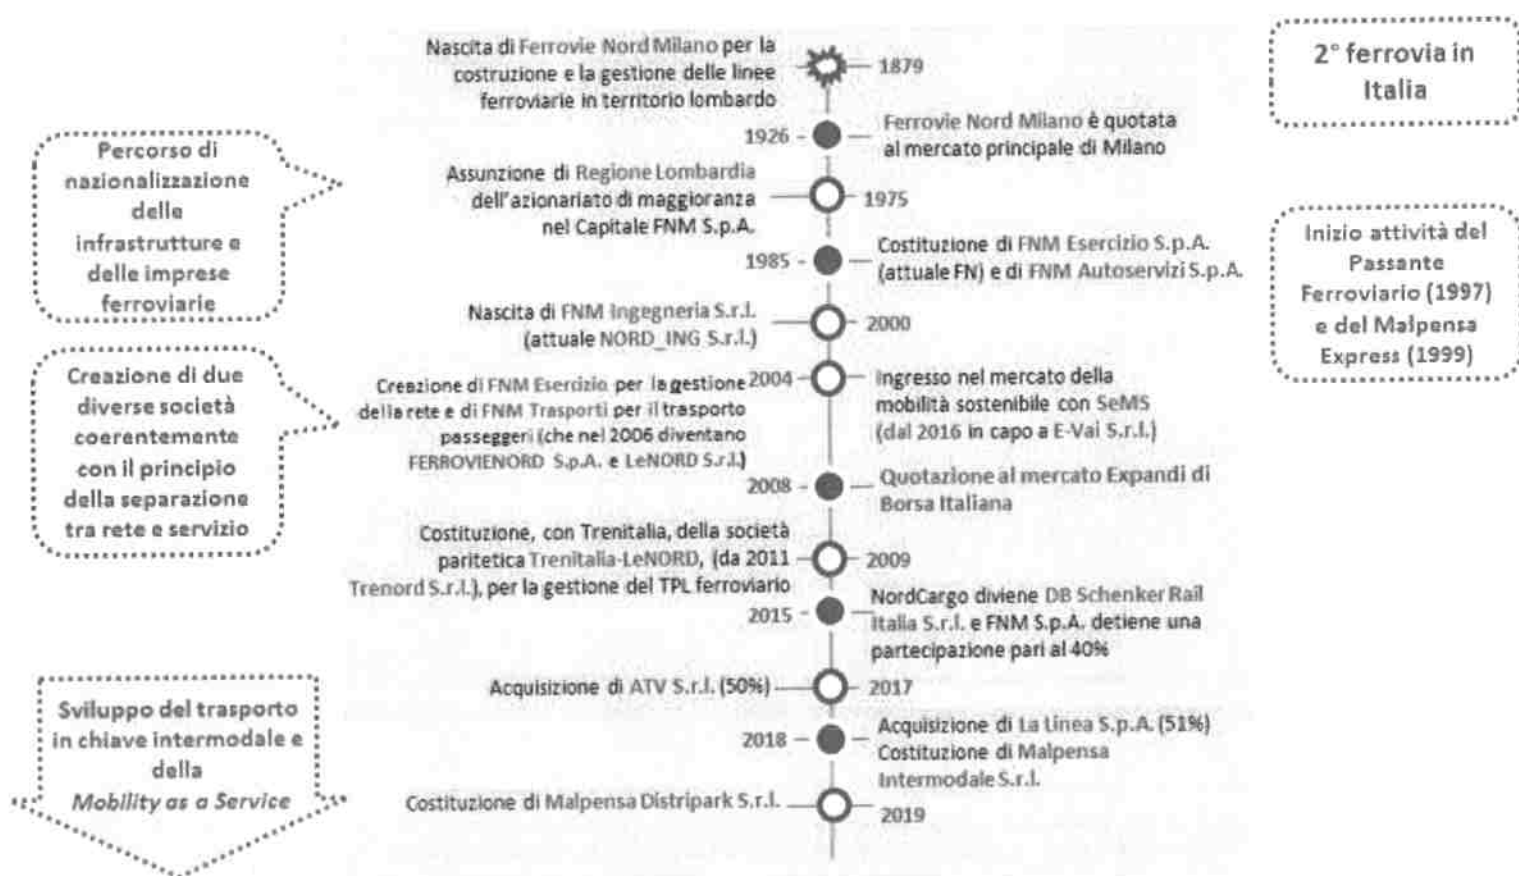 Nascita di Ferrovie Nord Milano per la
costruzione e la gestione delle linee
ferroviarie in territorio lombardo
1879
2° ferrovia in
Italia
1926
Ferrovie Nord Milano è quotata
al mercato principale di Milano
Percorso di
nazionalizzazione
delle
infrastrutture e
delle imprese
ferroviarie
Assunzione di Regione Lombardia
dell'azionariato di maggioranza
nel Capitale FNM S.p.A.
1975
1985
Costituzione di FNM Esercizio S.p.A.
(attuale FN) e di FNM Autoservizi S.p.A.
Inizio attività del
Passante
Ferroviario (1997)
e del Malpensa
Express (1999)
Nascita di FNM Ingegneria S.r.l.
(attuale NORD_ING S.r.l.)
2000
Creazione di due
diverse società
coerentemente
con il principio
della separazione
tra rete e servizio
Creazione di FNM Esercizio per la gestione
della rete e di FNM Trasporti per il trasporto
passeggeri (che nel 2006 diventano
FERROVIENORD S.p.A. e LeNORD S.r.l.)
2004
Ingresso nel mercato della
mobilità sostenibile con SeMS
(dal 2016 in capo a E-Vai S.r.l.)
2008
Quotazione al mercato Expandi di
Borsa Italiana
Costituzione, con Trenitalia, della società
paritetica Trenitalia-LeNORD, (da 2011
Trenord S.r.l.), per la gestione del TPL ferroviario
2009
2015
NordCargo diviene DB Schenker Rail
Italia S.r.l. e FNM S.p.A. detiene una
partecipazione pari al 40%
Acquisizione di ATV S.r.l. (50%)
2017
Sviluppo del trasporto
in chiave intermodale e
della
Mobility as a Service
2018
Acquisizione di La Linea S.p.A. (51%)
Costituzione di Malpensa
Intermodale S.r.l.
Costituzione di Malpensa Distripark S.r.l.
2019